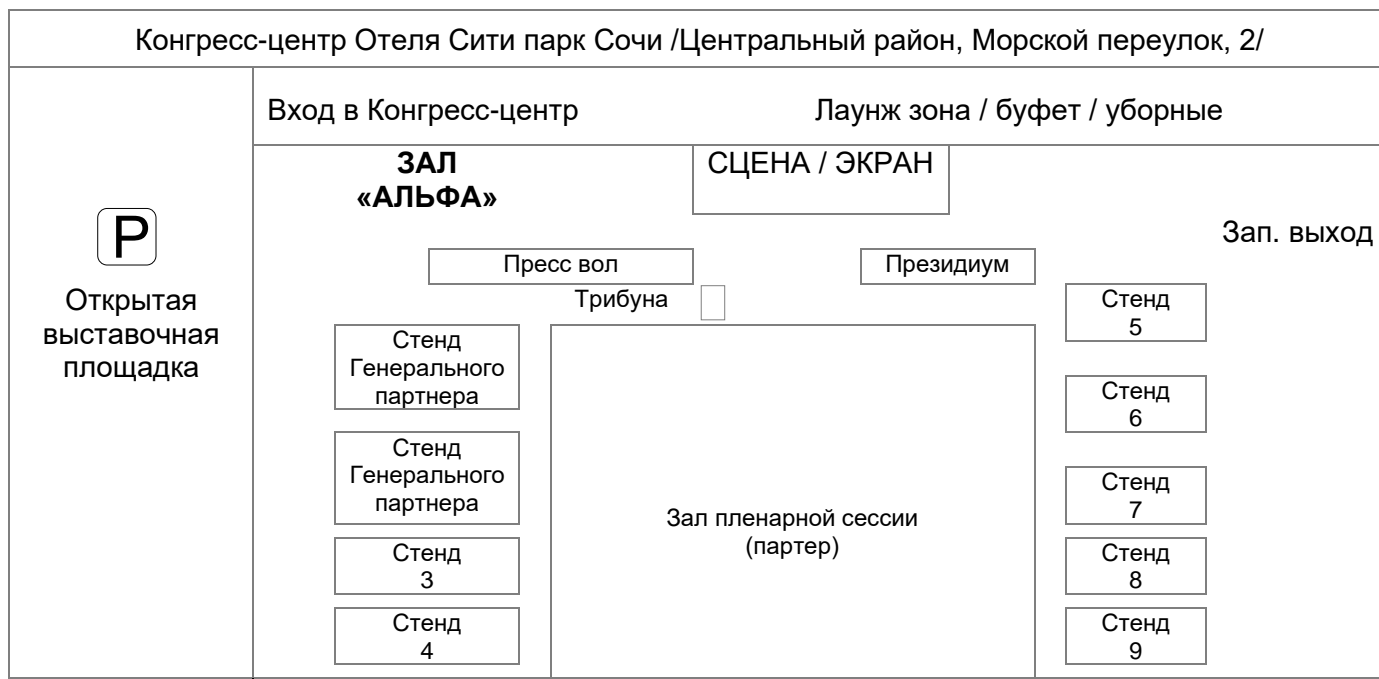 Конгресс-центр Отеля Сити парк Сочи /Центральный район, Морской переулок, 2/
Вход в Конгресс-центр
Лаунж зона / буфет / уборные
ЗАЛ
«АЛЬФА»
СЦЕНА / ЭКРАН
P
Открытая
выставочная
площадка
Зап. выход
Пресс вол
Президиум
Трибуна
Стенд
Генерального
партнера
Стенд
Генерального
партнера
Стенд
3
Стенд
4
Зал пленарной сессии
(партер)
Стенд
5
Стенд
6
Стенд
7
Стенд
8
Стенд
9